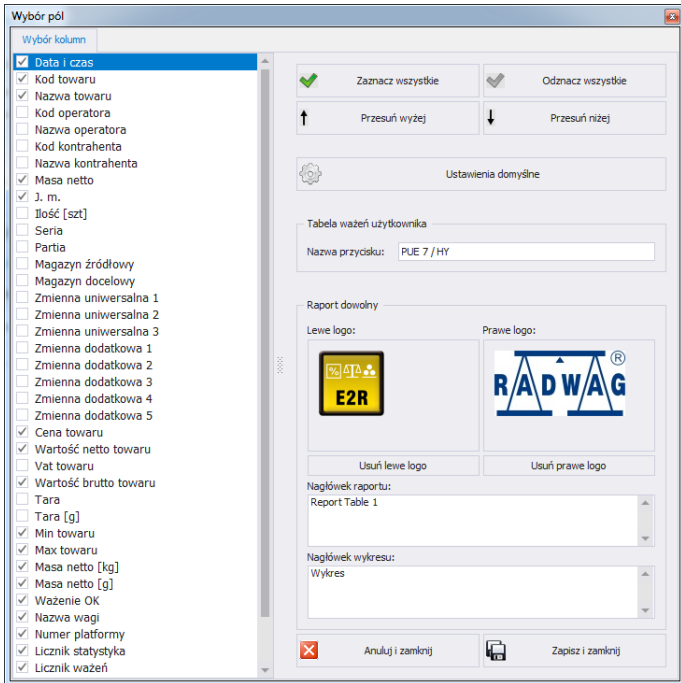 Wybór pól
Wybór kolumn
Data i czas
Kod towaru
Nazwa towaru
Kod operatora
Nazwa operatora
Kod kontrahenta
Nazwa kontrahenta
Masa netto
J. m.
Ilość [szt]
Seria
Partia
Magazyn źródłowy
Magazyn docelowy
Zmienna uniwersalna 1
Zmienna uniwersalna 2
Zmienna uniwersalna 3
Zmienna dodatkowa 1
Zmienna dodatkowa 2
Zmienna dodatkowa 3
Zmienna dodatkowa 4
Zmienna dodatkowa 5
Cena towaru
Wartość netto towaru
Vat towaru
Wartość brutto towaru
Tara
Tara [g]
Min towaru
Max towaru
Masa netto [kg]
Masa netto [g]
Ważenie OK
Nazwa wagi
Numer platformy
Licznik statystyka
Licznik ważeń
Zaznacz wszystkie
Odznacz wszystkie
Przesuń wyżej
Przesuń niżej
Ustawienia domyślne
Tabela ważeń użytkownika
Nazwa przycisku: PUE 7 / HY
Raport dowolny
Lewe logo:
Prawe logo:
%
E2R
RADWAG ®
Usuń lewe logo
Usuń prawe logo
Nagłówek raportu:
Report Table 1
Nagłówek wykresu:
Wykres
Anuluj i zamknij
Zapisz i zamknij